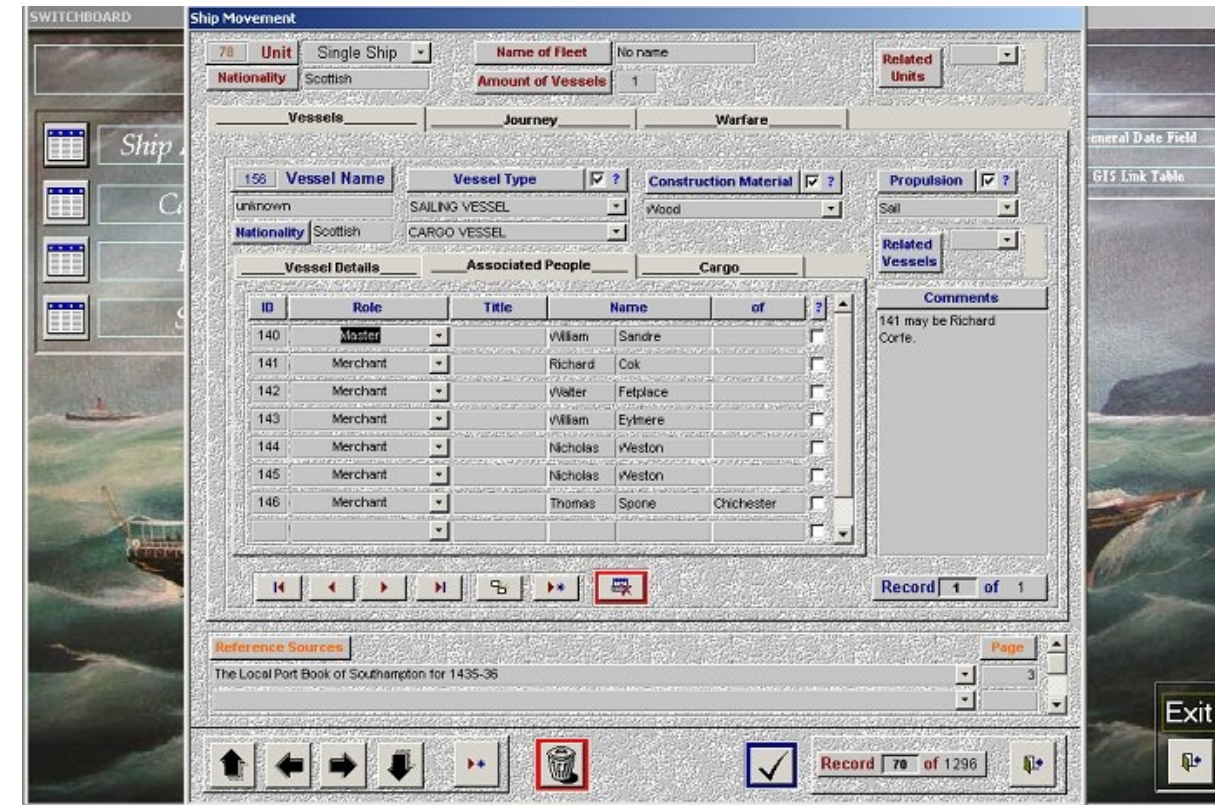 SWITCHBOARD
Ship Movement
78 Unit Single Ship Name of Fleet No name Related Units
Nationality Scottish Amount of Vessels 1
Vessels Journey Warfare
Ship
General Date Field
GIS Link Table
156 Vessel Name Vessel Type ? Construction Material ? Propulsion ?
unknown SAILING VESSEL Wood Sail
Nationality Scottish CARGO VESSEL Related Vessels
Vessel Details Associated People Cargo
Comments
141 may be Richard
Corfe.
ID Role Title Name of ?
140 Master William Sandre
141 Merchant Richard Cok
142 Merchant Walter Fetplace
143 Merchant William Eylmere
144 Merchant Nicholas Weston
145 Merchant Nicholas Weston
146 Merchant Thomas Spone Chichester
Record 1 of 1
Reference Sources Page
The Local Port Book of Southampton for 1435-36 3
Exit
Record 70 of 1296